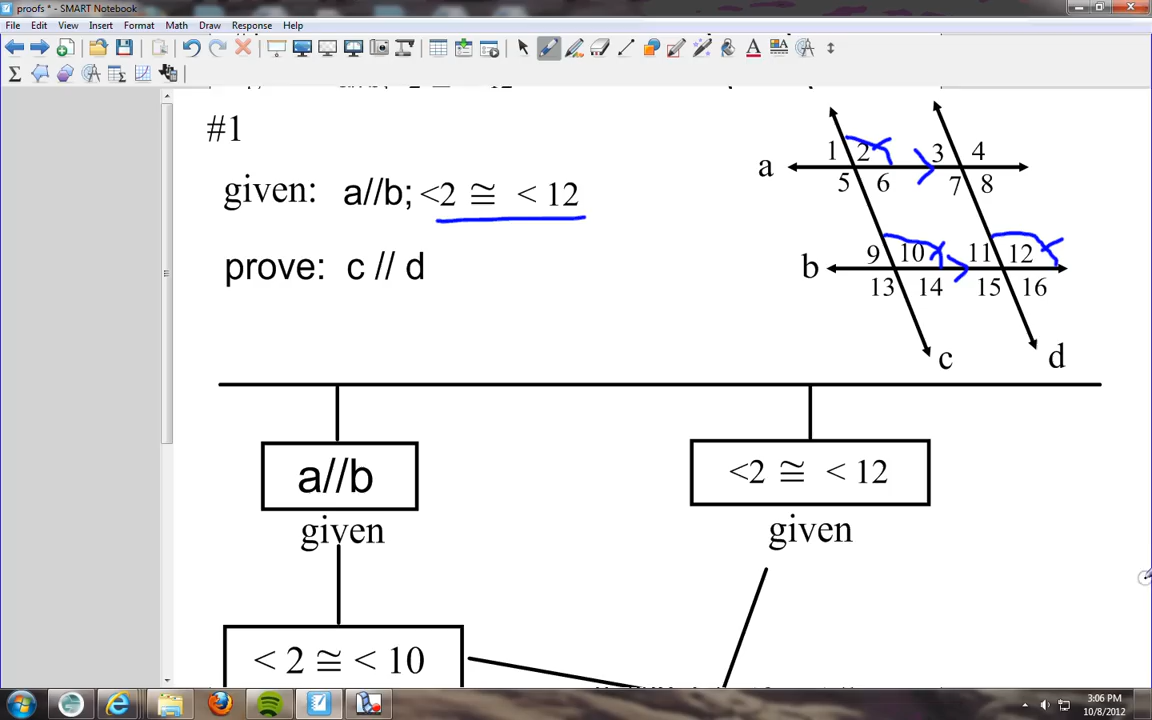 proofs * - SMART Notebook
File Edit View Insert Format Math Draw Response Help
#1
given: a//b; <2 ≅ < 12
prove: c // d
1 2 3 4
a
5 6 7 8
9 10 11 12
b
13 14 15 16
c d
a//b
given
<2 ≅ < 12
given
< 2 ≅ < 10
3:06 PM
10/8/2012